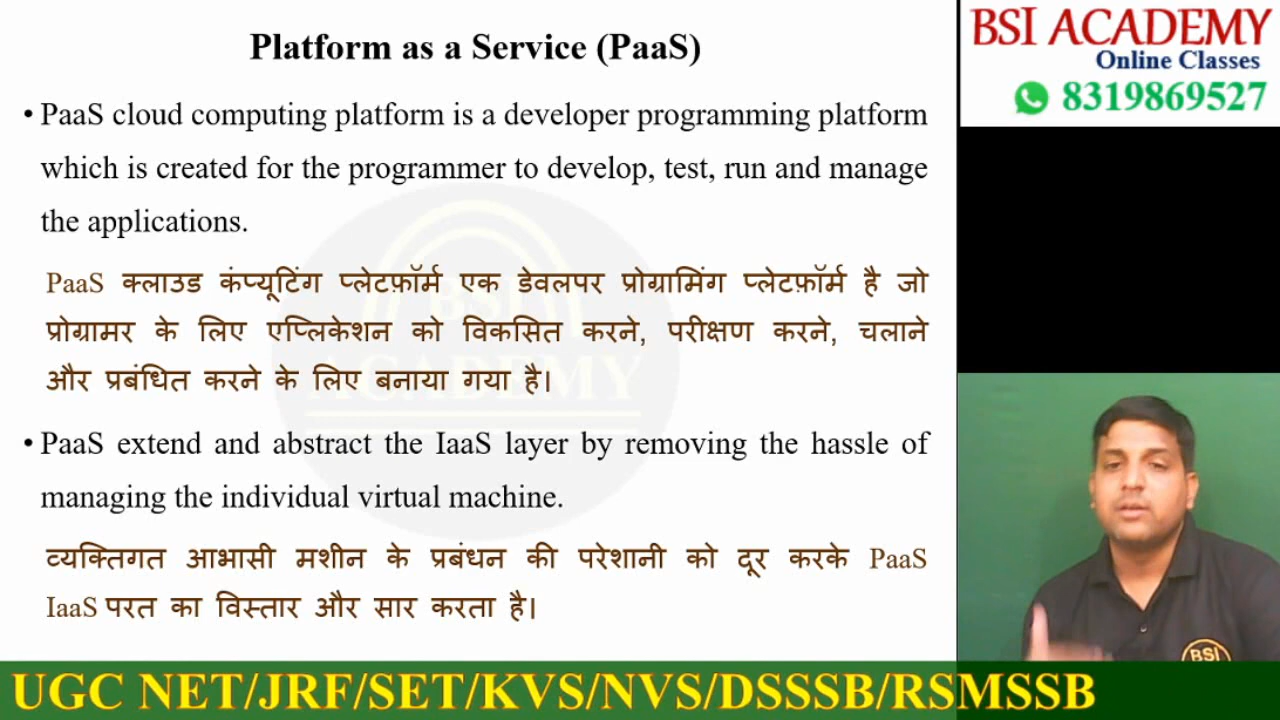 Platform as a Service (PaaS)
• PaaS cloud computing platform is a developer programming platform
which is created for the programmer to develop, test, run and manage
the applications.
PaaS क्लाउड कंप्यूटिंग प्लेटफ़ॉर्म एक डेवलपर प्रोग्रामिंग प्लेटफ़ॉर्म है जो
प्रोग्रामर के लिए एप्लिकेशन को विकसित करने, परीक्षण करने, चलाने
और प्रबंधित करने के लिए बनाया गया है।
• PaaS extend and abstract the IaaS layer by removing the hassle of
managing the individual virtual machine.
व्यक्तिगत आभासी मशीन के प्रबंधन की परेशानी को दूर करके PaaS
IaaS परत का विस्तार और सार करता है।
BSI
ACADEMY
BSI ACADEMY
Online Classes
8319869527
BSI
UGC NET/JRF/SET/KVS/NVS/DSSSB/RSMSSB